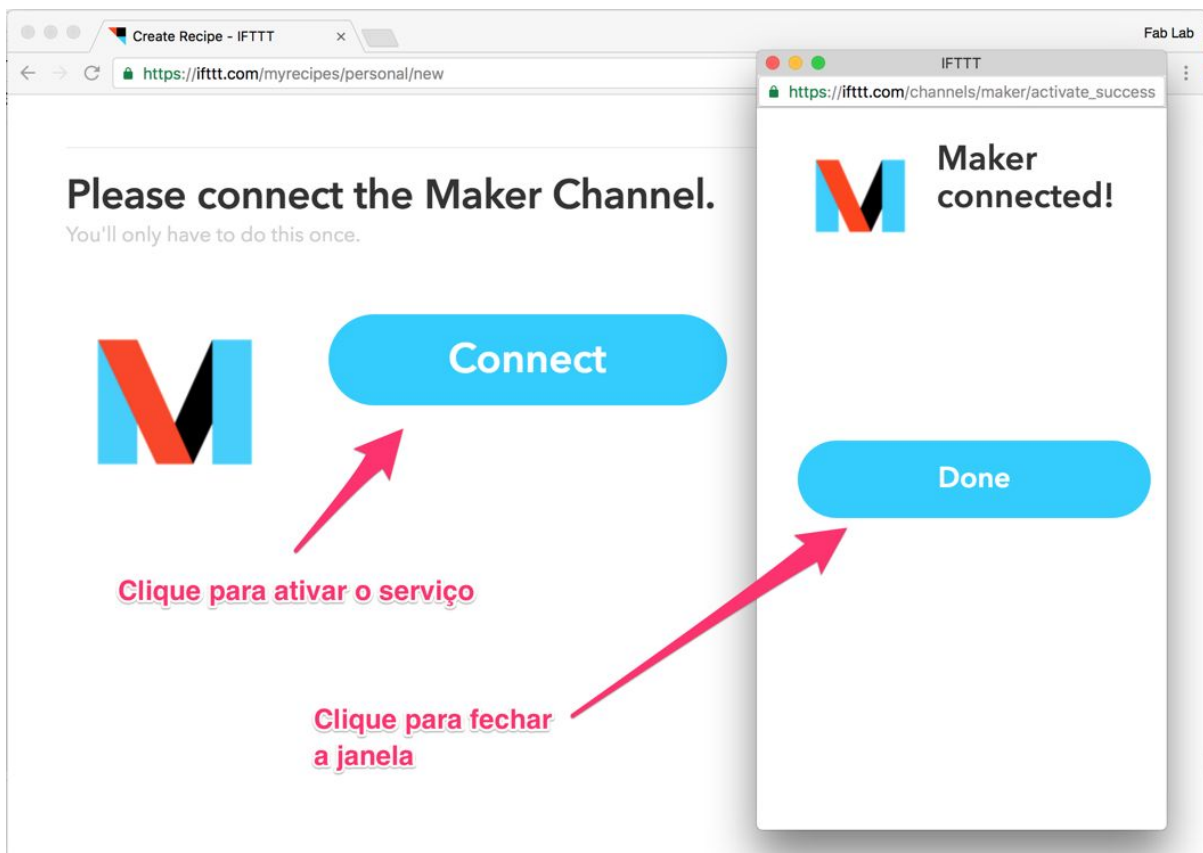 Create Recipe - IFTTT
Fab Lab
https://ifttt.com/myrecipes/personal/new
IFTTT
https://ifttt.com/channels/maker/activate_success
Please connect the Maker Channel.
You'll only have to do this once.
Connect
Maker
connected!
Done
Clique para ativar o serviço
Clique para fechar
a janela